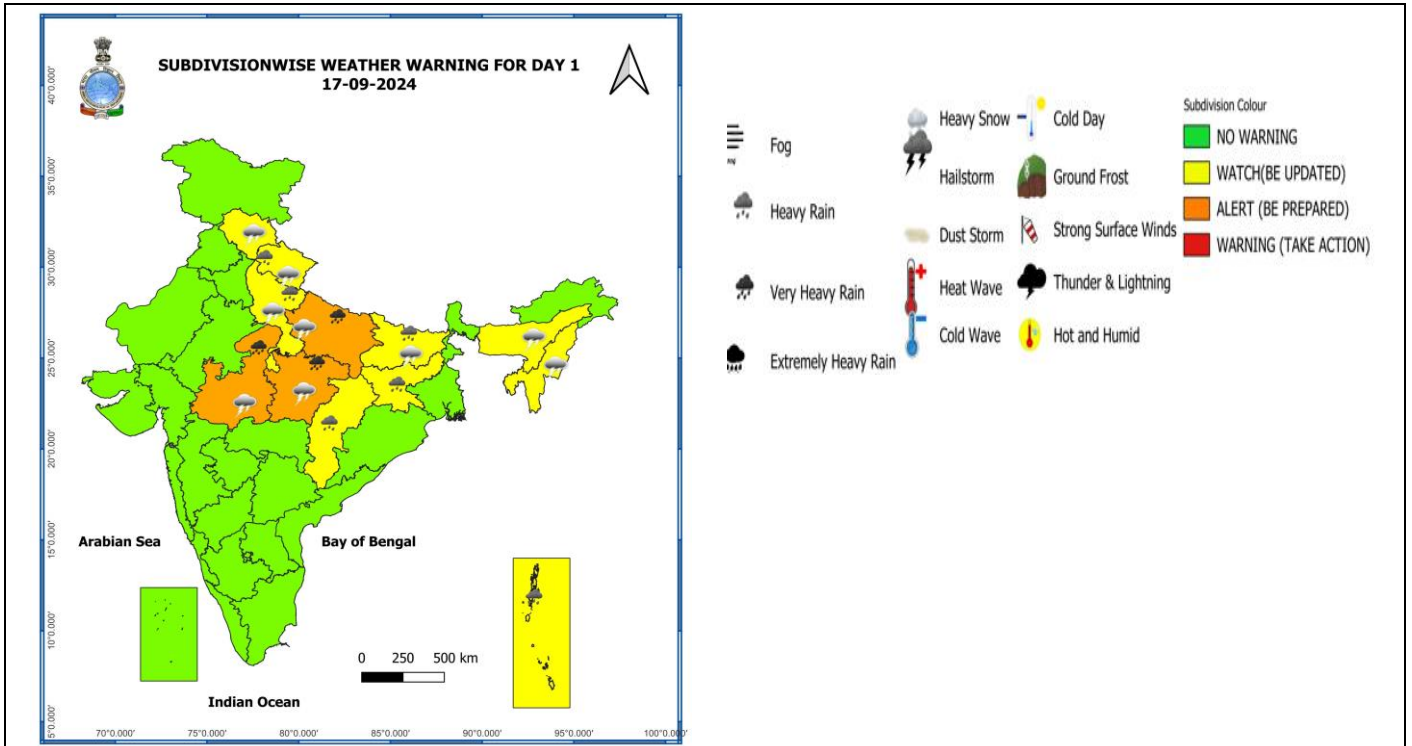 SUBDIVISIONWISE WEATHER WARNING FOR DAY 1
17-09-2024
40°0.000'
35°0.000'
30°0.000'
25°0.000'
20°0.000'
15°0.000'
10°0.000'
5°0.000'
Arabian Sea
Bay of Bengal
0 250 500 km
Indian Ocean
70°0.000' 75°0.000' 80°0.000' 85°0.000' 90°0.000' 95°0.000' 100°0.000'
Fog
Heavy Rain
Very Heavy Rain
Extremely Heavy Rain
Heavy Snow
Hailstorm
Dust Storm
Heat Wave
Cold Wave
Cold Day
Ground Frost
Strong Surface Winds
Thunder & Lightning
Hot and Humid
Subdivision Colour
NO WARNING
WATCH(BE UPDATED)
ALERT (BE PREPARED)
WARNING (TAKE ACTION)